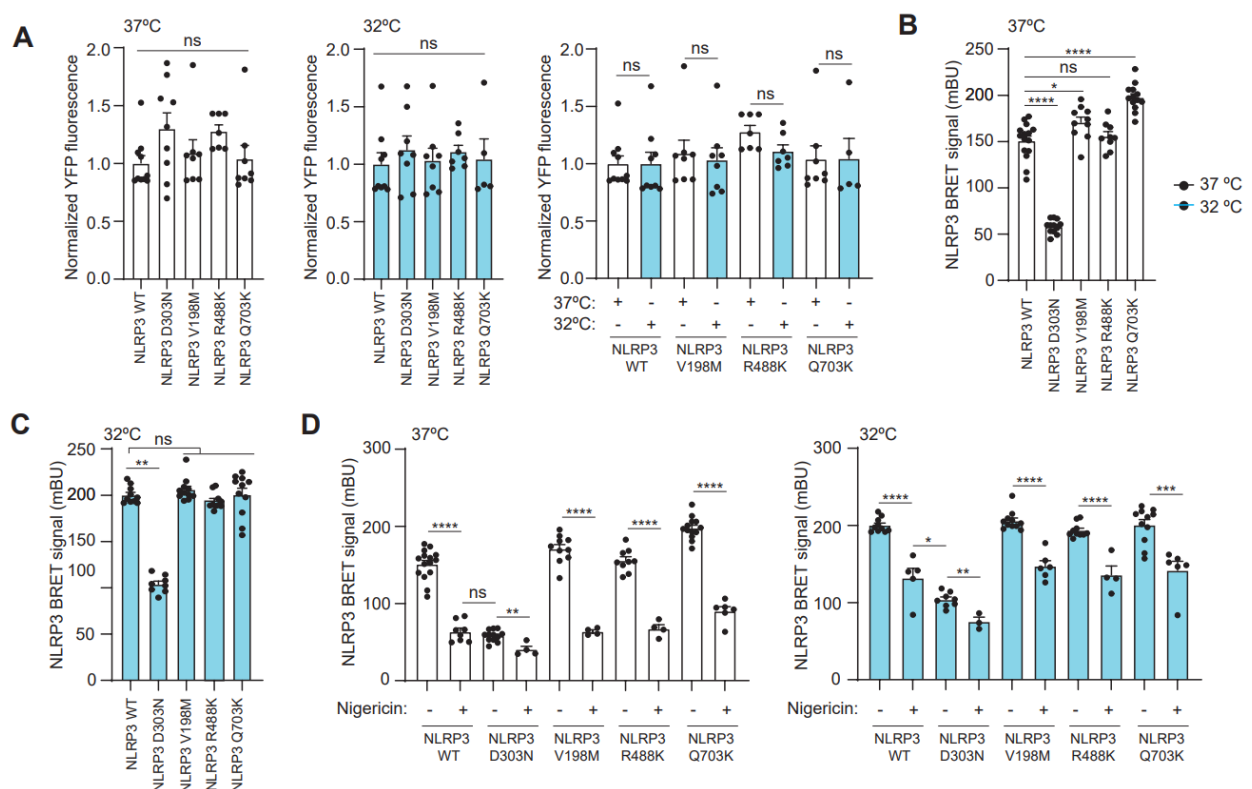 A
37ºC
ns
Normalized YFP fluorescence
2.0
1.5
1.0
0.5
0.0
NLRP3 WT
NLRP3 D303N
NLRP3 V198M
NLRP3 R488K
NLRP3 Q703K
32ºC
ns
Normalized YFP fluorescence
2.0
1.5
1.0
0.5
0.0
NLRP3 WT
NLRP3 D303N
NLRP3 V198M
NLRP3 R488K
NLRP3 Q703K
Normalized YFP fluorescence
2.0
1.5
1.0
0.5
0.0
ns
ns
ns
ns
37ºC: + - + - + - + -
32ºC: - + - + - + - +
NLRP3 NLRP3 NLRP3 NLRP3
WT V198M R488K Q703K
B
37ºC
****
ns
*
****
NLRP3 BRET signal (mBU)
250
200
150
100
50
0
NLRP3 WT
NLRP3 D303N
NLRP3 V198M
NLRP3 R488K
NLRP3 Q703K
37 ºC
32 ºC
C
32ºC
ns
**
NLRP3 BRET signal (mBU)
250
200
150
100
50
0
NLRP3 WT
NLRP3 D303N
NLRP3 V198M
NLRP3 R488K
NLRP3 Q703K
D
37ºC
NLRP3 BRET signal (mBU)
300
200
100
0
****
ns
**
****
****
****
Nigericin: - + - + - + - + - +
NLRP3 NLRP3 NLRP3 NLRP3 NLRP3
WT D303N V198M R488K Q703K
32ºC
NLRP3 BRET signal (mBU)
300
200
100
0
****
*
**
****
****
***
Nigericin: - + - + - + - + - +
NLRP3 NLRP3 NLRP3 NLRP3 NLRP3
WT D303N V198M R488K Q703K